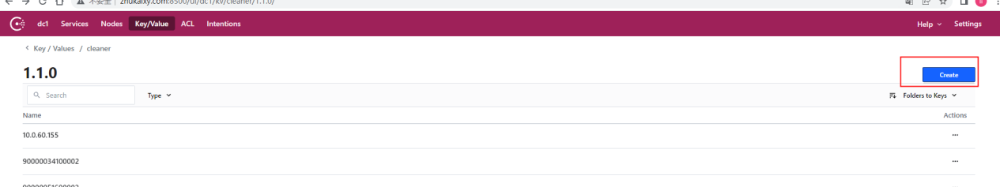 不安全 | zhukaixy.com:8500/ui/dc1/kv/cleaner/1.1.0/
dc1 Services Nodes Key/Value ACL Intentions Help Settings
Key / Values / cleaner
1.1.0
Create
Search Type Folders to Keys
Name Actions
10.0.60.155
90000034100002